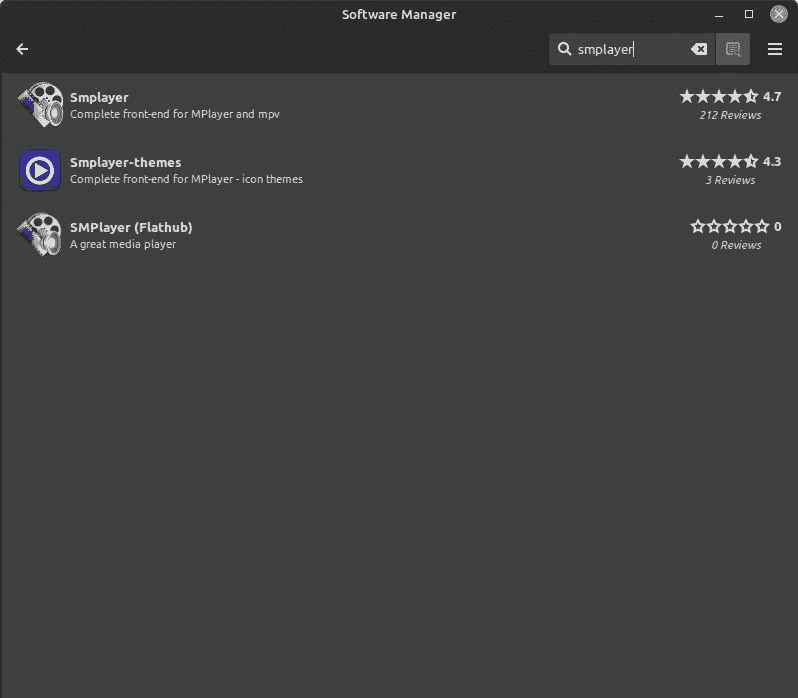 Software Manager
smplayer
Smplayer
4.7
Complete front-end for MPlayer and mpv
212 Reviews
Smplayer-themes
4.3
Complete front-end for MPlayer - icon themes
3 Reviews
SMPlayer (Flathub)
0
A great media player
0 Reviews